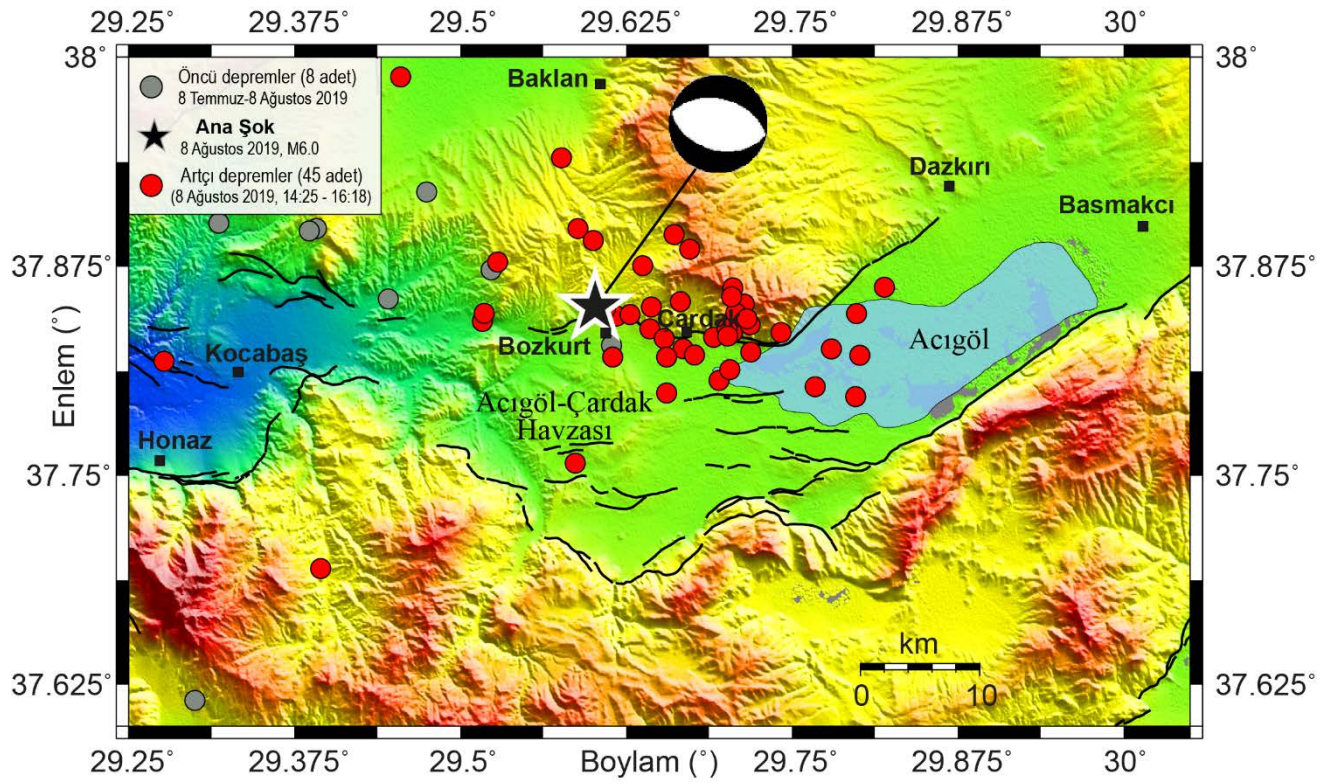 29.25 29.375 29.5 29.625 29.75 29.875 30
38° 38°
Öncü depremler (8 adet)
8 Temmuz-8 Ağustos 2019
Ana Şok
8 Ağustos 2019, M6.0
Artçı depremler (45 adet)
(8 Ağustos 2019, 14:25 - 16:18)
Baklan
Dazkırı
Basmakcı
37.875° 37.875°
Çardak
Bozkurt
Acıgöl
Kocabaş
Acıgöl-Çardak
Havzası
Honaz
37.75° 37.75°
km
0 10
37.625° 37.625°
Enlem (°)
29.25 29.375 29.5 29.625 29.75 29.875 30
Boylam (°)